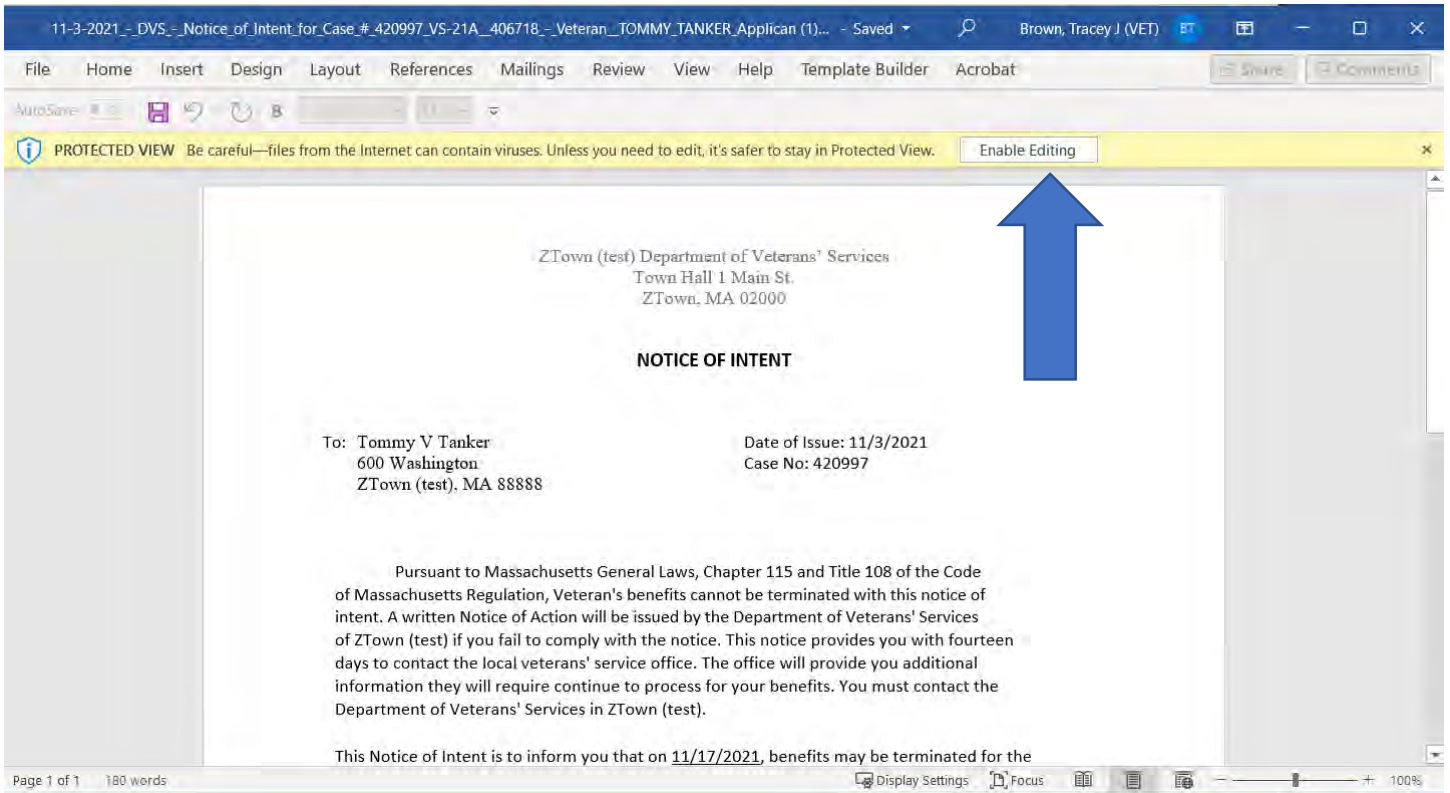 11-3-2021_-_DVS_-_Notice_of_Intent_for_Case_#_420997_VS-21A__406718_-_Veteran__TOMMY_TANKER_Applican (1)... - Saved Brown, Tracey J (VET) BT
File Home Insert Design Layout References Mailings Review View Help Template Builder Acrobat Share Comments
AutoSave B 11
PROTECTED VIEW Be careful—files from the Internet can contain viruses. Unless you need to edit, it's safer to stay in Protected View. Enable Editing
ZTown (test) Department of Veterans' Services
Town Hall 1 Main St.
ZTown, MA 02000
NOTICE OF INTENT
To: Tommy V Tanker Date of Issue: 11/3/2021
600 Washington Case No: 420997
ZTown (test), MA 88888
Pursuant to Massachusetts General Laws, Chapter 115 and Title 108 of the Code
of Massachusetts Regulation, Veteran's benefits cannot be terminated with this notice of
intent. A written Notice of Action will be issued by the Department of Veterans' Services
of ZTown (test) if you fail to comply with the notice. This notice provides you with fourteen
days to contact the local veterans' service office. The office will provide you additional
information they will require continue to process for your benefits. You must contact the
Department of Veterans' Services in ZTown (test).
This Notice of Intent is to inform you that on 11/17/2021, benefits may be terminated for the
Page 1 of 1 180 words Display Settings Focus 100%